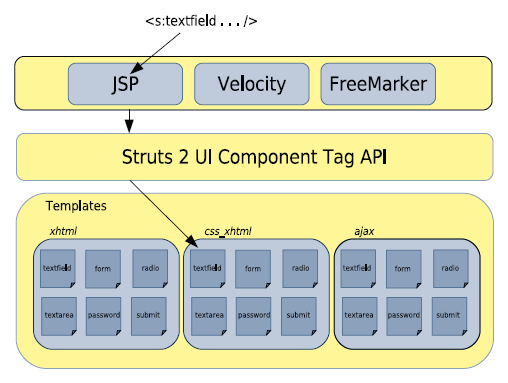 <s:textfield . . . />
JSP Velocity FreeMarker
Struts 2 UI Component Tag API
Templates
xhtml css_xhtml ajax
textfield form radio textfield form radio textfield form radio
textarea password submit textarea password submit textarea password submit